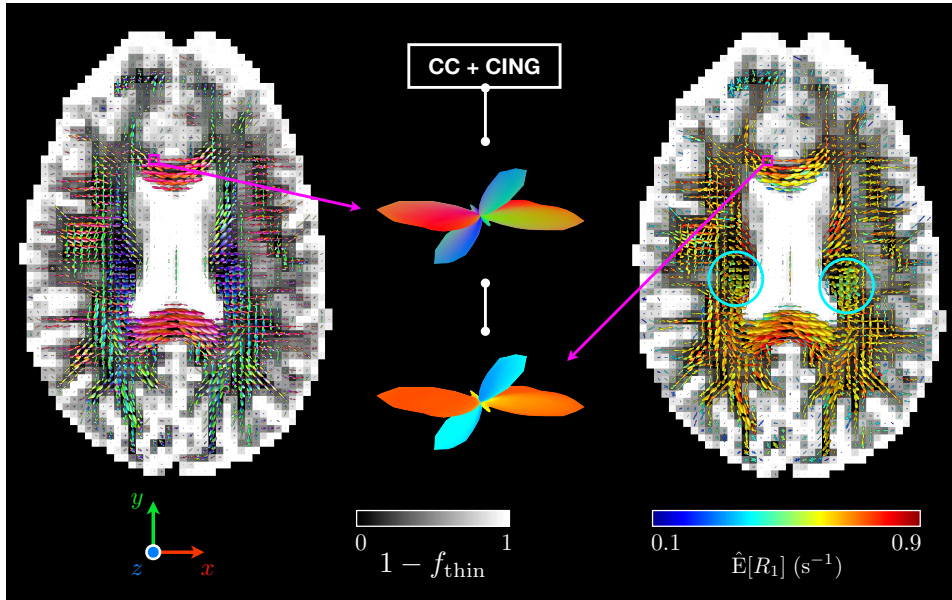 CC + CING
y
z
x
0
1
1 − f_thin
0.1
0.9
Ê[R₁] (s⁻¹)